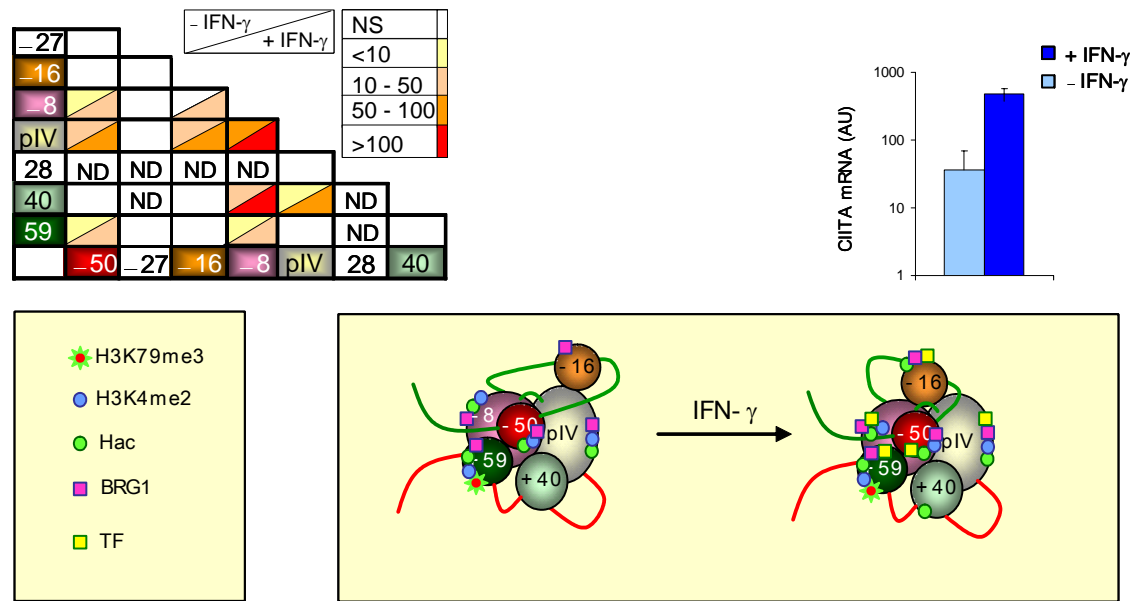 – IFN-γ
+ IFN-γ
NS
<10
10 - 50
50 - 100
>100
–27
–16
–8
pIV
28 ND ND ND ND
40 ND ND
59 ND
–50 –27 –16 –8 pIV 28 40
+ IFN-γ
– IFN-γ
CIITA mRNA (AU)
1000
100
10
1
H3K79me3
H3K4me2
Hac
BRG1
TF
- 16
- 8
- 50
pIV
+59
+ 40
IFN- γ
- 16
- 50
pIV
+59
+ 40